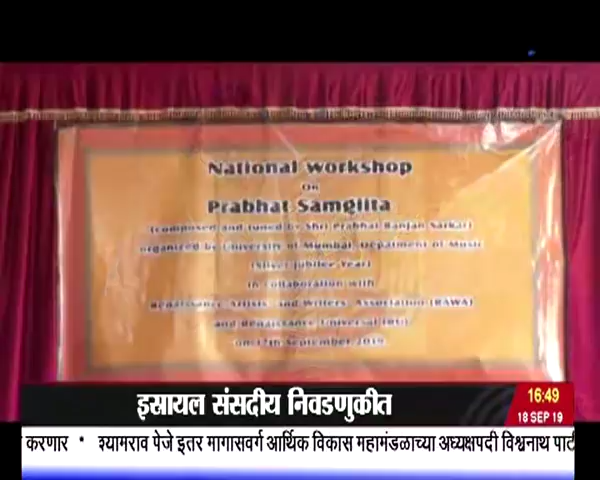 National workshop
On
Prabhat Samgiita
(composed and tuned by Shri Prabhat Ranjan Sarkar)
organized by University of Mumbai, Department of Music
(Silver Jubilee Year)
in collaboration with
Renaissance Artists' and Writers' Association (RAWA)
and Renaissance Universal (RU)
on September 2019
इस्रायल संसदीय निवडणुकीत
16:49
18 SEP 19
करणार * श्यामराव पेजे इतर मागासवर्ग आर्थिक विकास महामंडळाच्या अध्यक्षपदी विश्वनाथ पाटी